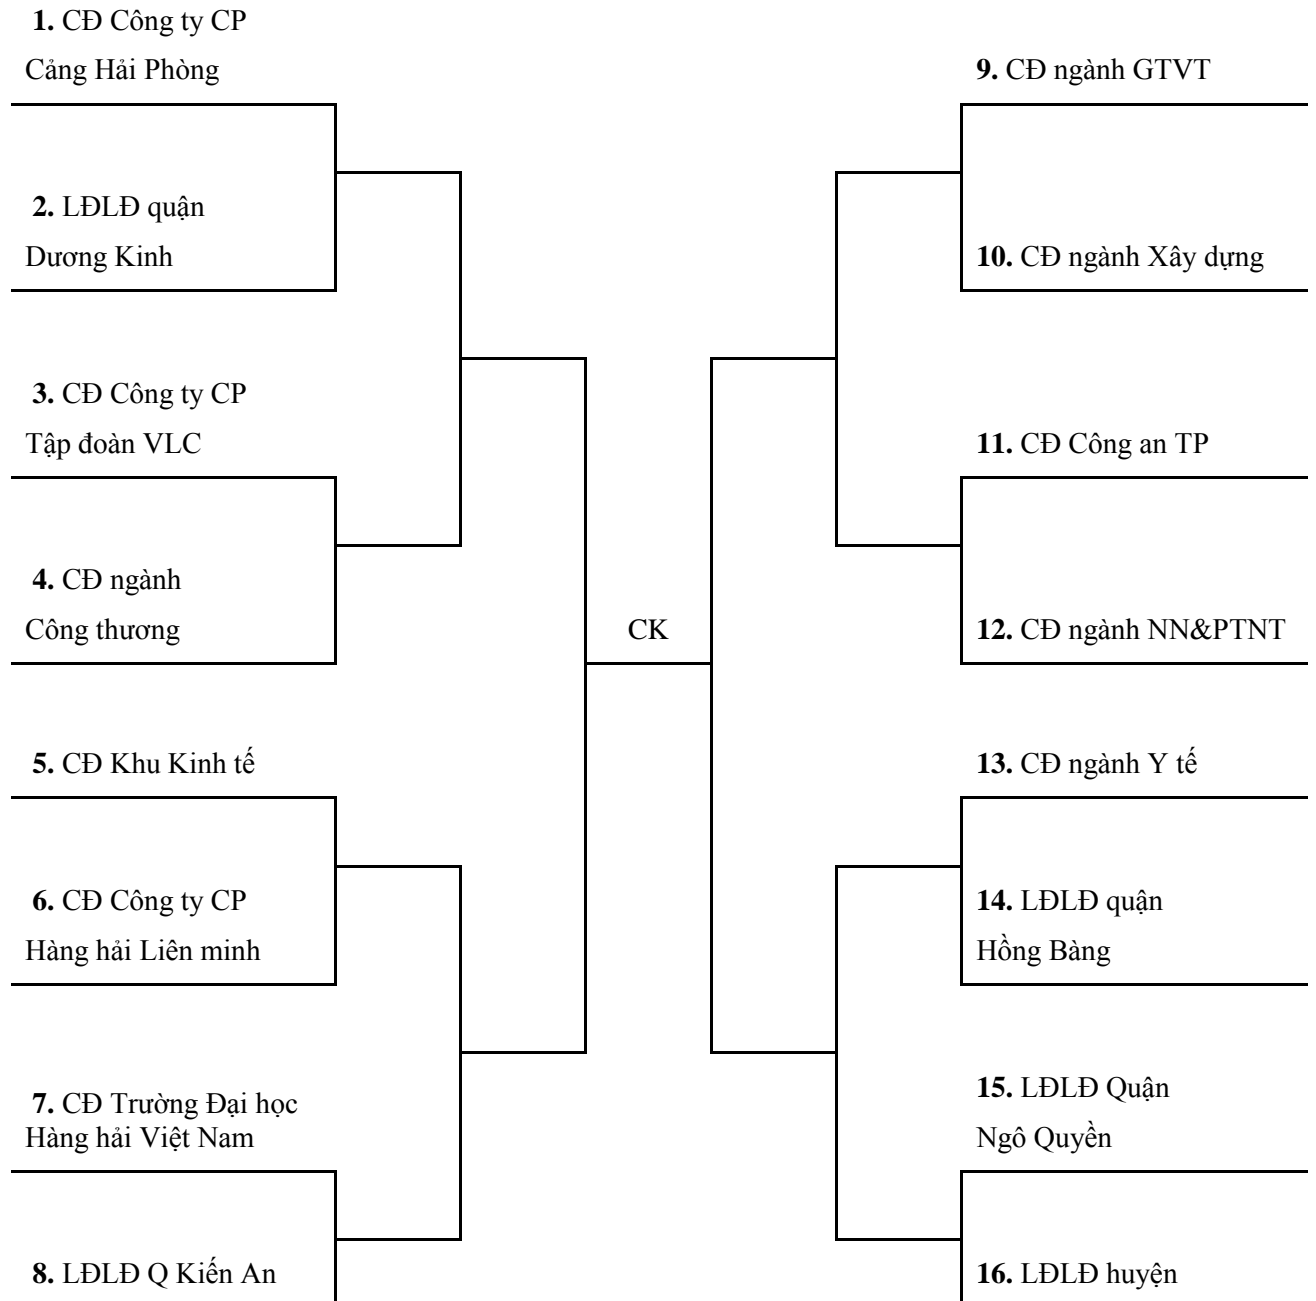 1. CĐ Công ty CP
Cảng Hải Phòng
2. LĐLĐ quận
Dương Kinh
3. CĐ Công ty CP
Tập đoàn VLC
4. CĐ ngành
Công thương
5. CĐ Khu Kinh tế
6. CĐ Công ty CP
Hàng hải Liên minh
7. CĐ Trường Đại học
Hàng hải Việt Nam
8. LĐLĐ Q Kiến An
CK
9. CĐ ngành GTVT
10. CĐ ngành Xây dựng
11. CĐ Công an TP
12. CĐ ngành NN&PTNT
13. CĐ ngành Y tế
14. LĐLĐ quận
Hồng Bàng
15. LĐLĐ Quận
Ngô Quyền
16. LĐLĐ huyện